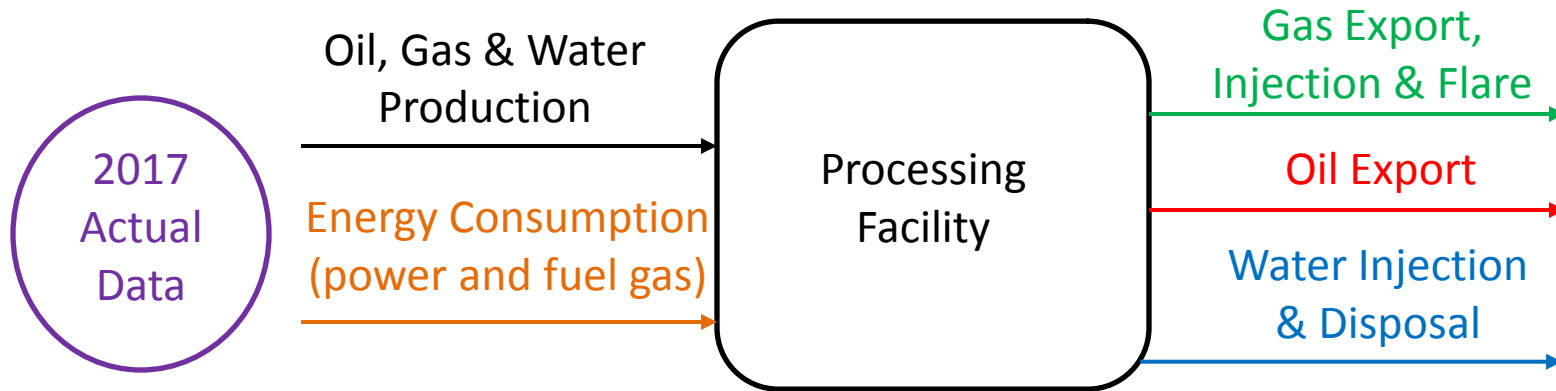 2017
Actual
Data
Oil, Gas & Water
Production
Energy Consumption
(power and fuel gas)
Processing
Facility
Gas Export,
Injection & Flare
Oil Export
Water Injection
& Disposal